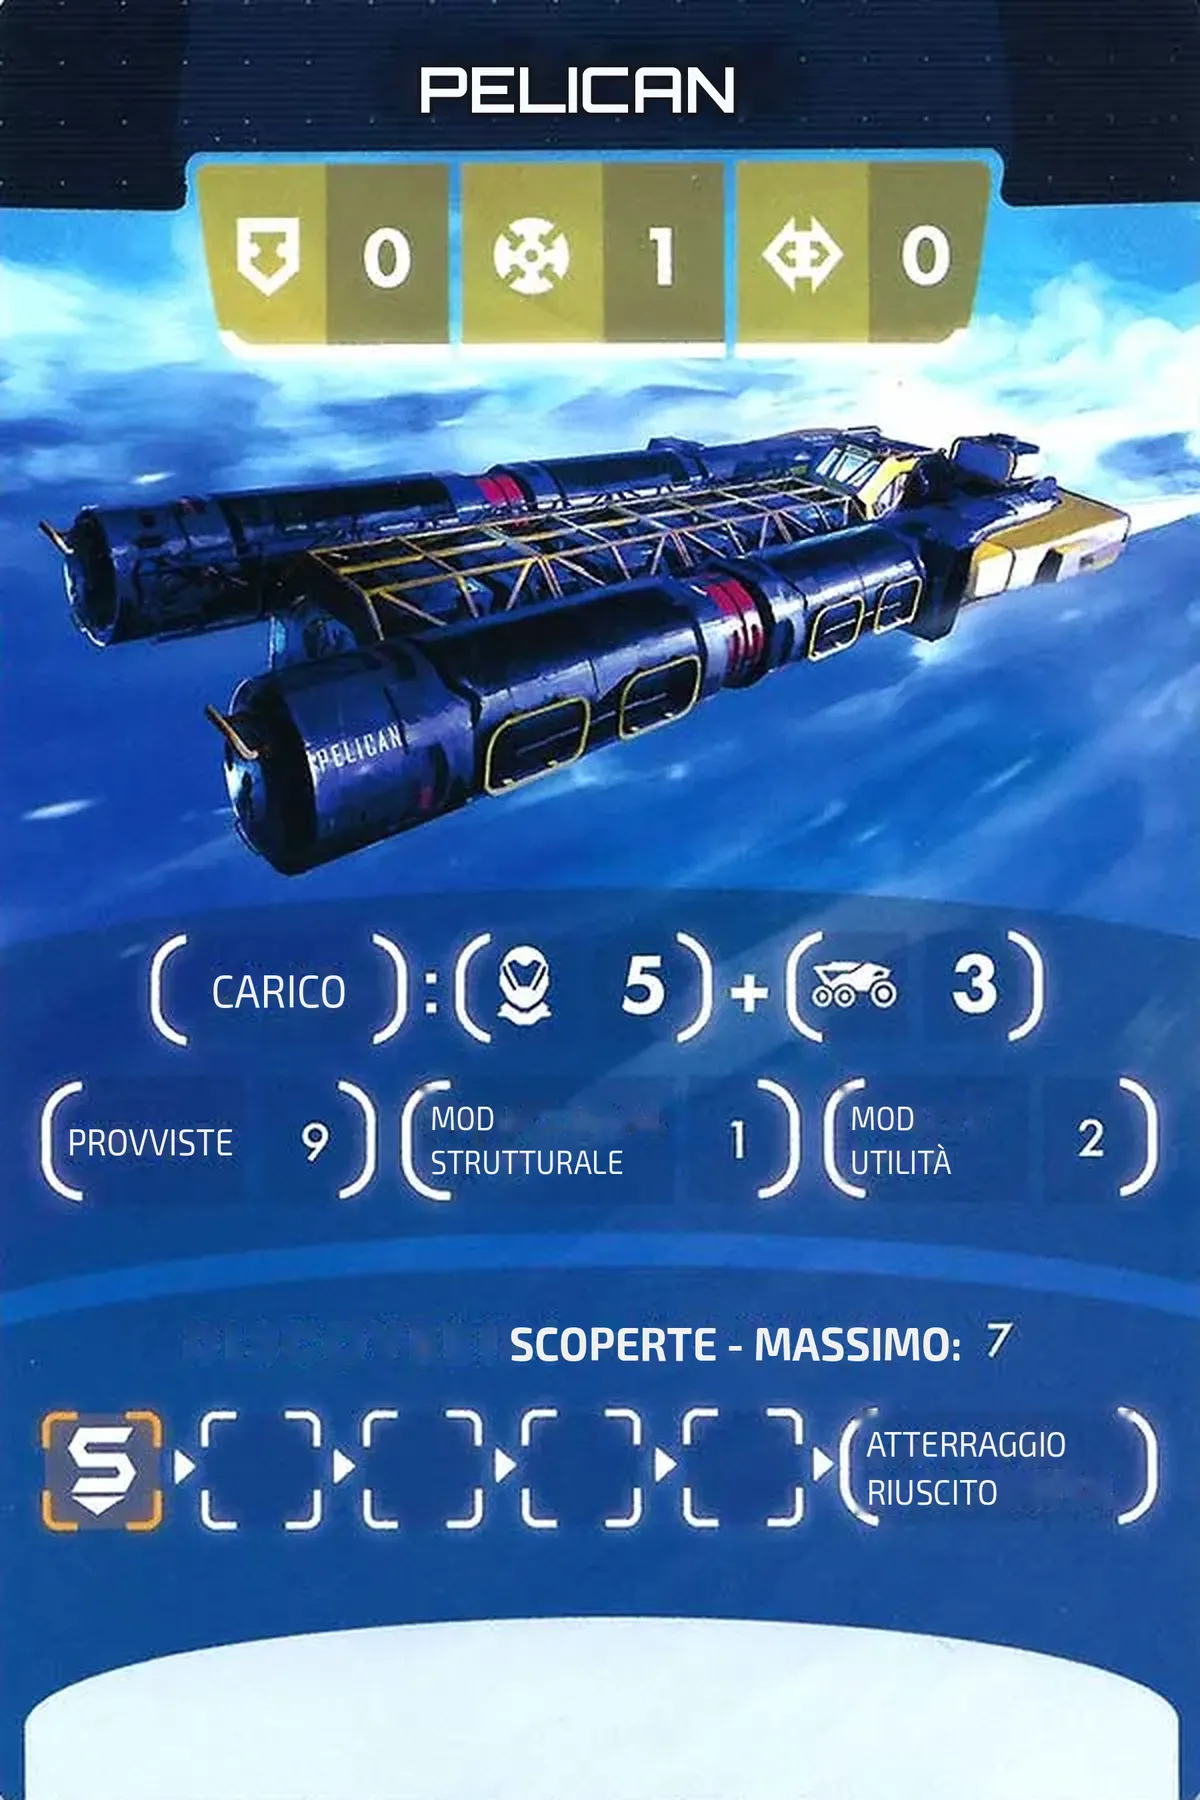 PELICAN
0 1 0
PELICAN
CARICO : 5 + 3
PROVVISTE 9
MOD
STRUTTURALE 1
MOD
UTILITÀ 2
SCOPERTE - MASSIMO: 7
S
ATTERRAGGIO
RIUSCITO